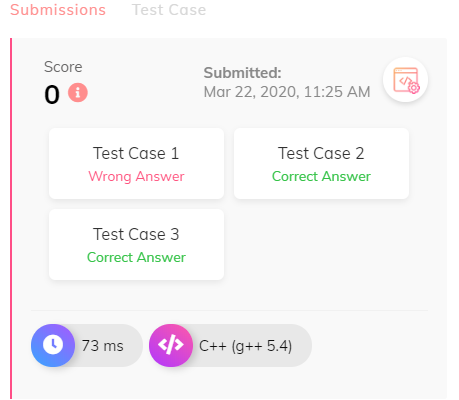 Submissions Test Case
Score
0
Submitted:
Mar 22, 2020, 11:25 AM
Test Case 1
Wrong Answer
Test Case 2
Correct Answer
Test Case 3
Correct Answer
73 ms
C++ (g++ 5.4)